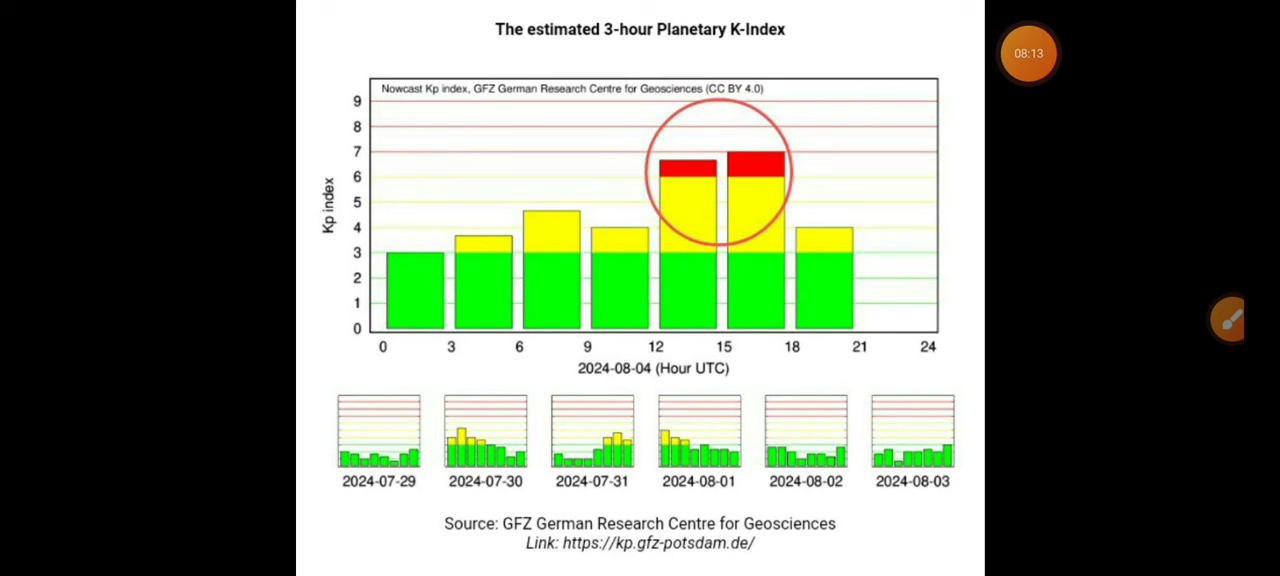 The estimated 3-hour Planetary K-Index
08:13
Nowcast Kp index, GFZ German Research Centre for Geosciences (CC BY 4.0)
9
8
7
6
5
4
3
2
1
0
Kp index
0 3 6 9 12 15 18 21 24
2024-08-04 (Hour UTC)
2024-07-29 2024-07-30 2024-07-31 2024-08-01 2024-08-02 2024-08-03
Source: GFZ German Research Centre for Geosciences
Link: https://kp.gfz-potsdam.de/